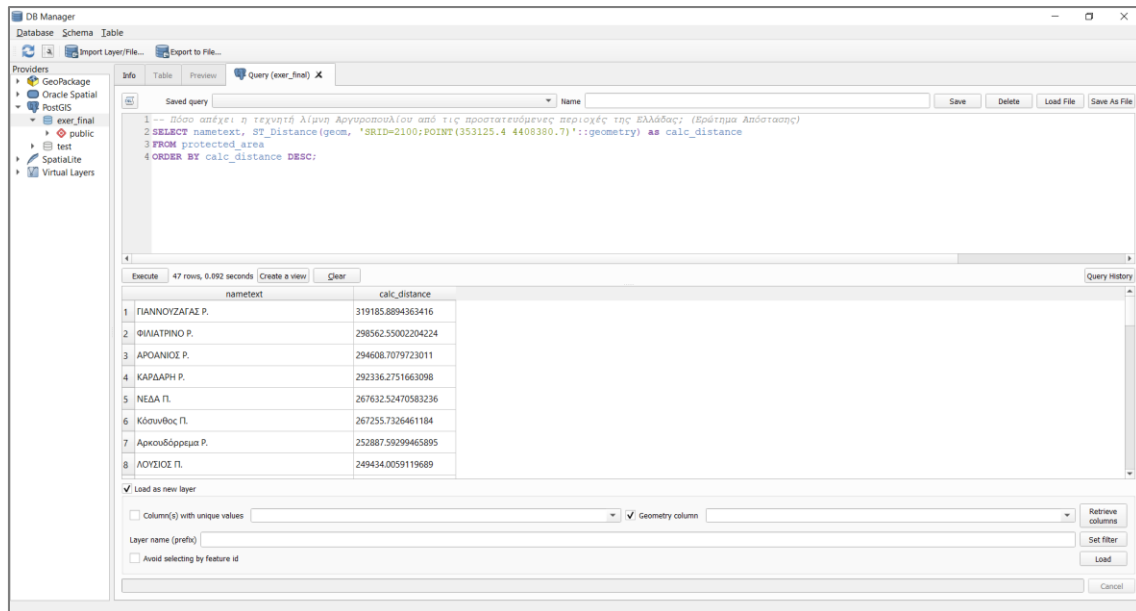 DB Manager
Database Schema Table
Import Layer/File... Export to File...
Providers
GeoPackage
Oracle Spatial
PostGIS
exer_final
public
test
SpatiaLite
Virtual Layers
Info Table Preview Query (exer_final)
Saved query Name Save Delete Load File Save As File
1 -- Πόσο απέχει η τεχνητή λίμνη Αργυροπουλίου από τις προστατευόμενες περιοχές της Ελλάδας; (Ερώτημα Απόστασης)
2 SELECT nametext, ST_Distance(geom, 'SRID=2100;POINT(353125.4 4408380.7)'::geometry) as calc_distance
3 FROM protected_area
4 ORDER BY calc_distance DESC;
Execute 47 rows, 0.092 seconds Create a view Clear Query History
nametext calc_distance
1 ΓΙΑΝΝΟΥΖΑΓΑΣ Ρ. 319185.8894363416
2 ΦΙΛΙΑΤΡΙΝΟ Ρ. 298562.55002204224
3 ΑΡΟΑΝΙΟΣ Ρ. 294608.7079723011
4 ΚΑΡΔΑΡΗ Ρ. 292336.2751663098
5 ΝΕΔΑ Π. 267632.52470583236
6 Κόσυνθος Π. 267255.7326461184
7 Αρκουδόρρεμα Ρ. 252887.59299465895
8 ΛΟΥΣΙΟΣ Π. 249434.0059119689
Load as new layer
Column(s) with unique values Geometry column Retrieve columns
Layer name (prefix) Set filter
Avoid selecting by feature id Load
Cancel